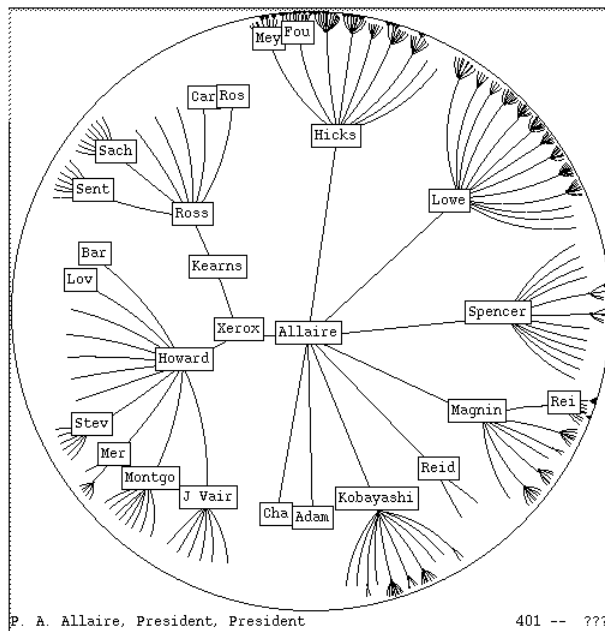 Mey
Fou
Car
Ros
Hicks
Sach
Sent
Ross
Lowe
Bar
Kearns
Lov
Xerox
Allaire
Spencer
Howard
Stev
Magnin
Rei
Mer
Montgo
Reid
J Vair
Cha
Adam
Kobayashi
P. A. Allaire, President, President
401 -- ???